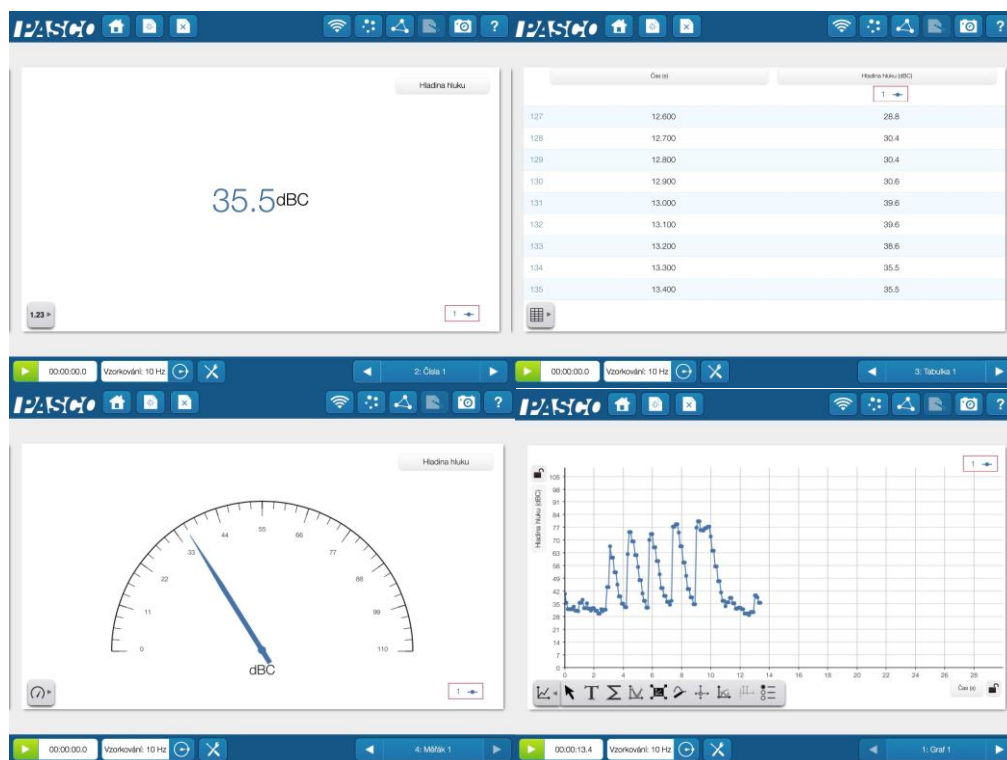 PASCO
?
PASCO
?
Hladina hluku
35.5dBC
1.23
1
Čas (s) Hladina hluku (dBC)
1
127 12.600 28.8
128 12.700 30.4
129 12.800 30.4
130 12.900 30.6
131 13.000 39.6
132 13.100 39.6
133 13.200 38.6
134 13.300 35.5
135 13.400 35.5
00:00:00.0 Vzorkování: 10 Hz 2: Čísla 1
00:00:00.0 Vzorkování: 10 Hz 3: Tabulka 1
PASCO
?
PASCO
?
Hladina hluku
0 11 22 33 44 55 66 77 88 99 110
dBC
1
1
Hladina hluku (dBC)
105
98
91
84
77
70
63
56
49
42
35
28
21
14
7
0
0 2 4 6 8 10 12 14 16 18 20 22 24 26 28
Čas (s)
T Σ
00:00:00.0 Vzorkování: 10 Hz 4: Měřák 1
00:00:13.4 Vzorkování: 10 Hz 1: Graf 1